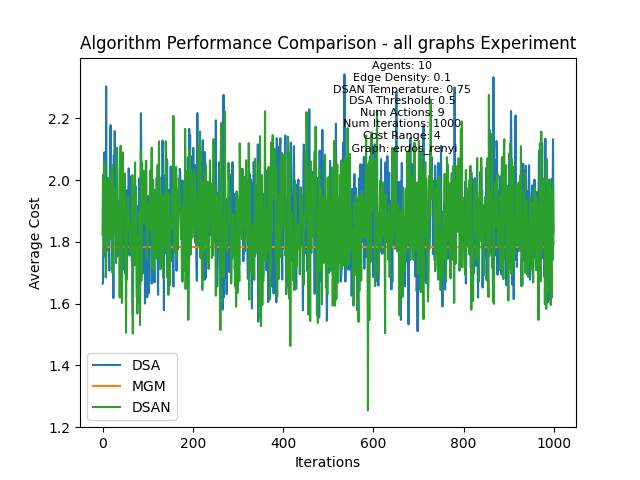 Algorithm Performance Comparison - all graphs Experiment
Agents: 10
Edge Density: 0.1
DSAN Temperature: 0.75
DSA Threshold: 0.5
Num Actions: 9
Num Iterations: 1000
Cost Range: 4
Graph: erdos_renyi
Average Cost
2.2
2.0
1.8
1.6
1.4
1.2
DSA
MGM
DSAN
0
200
400
600
800
1000
Iterations